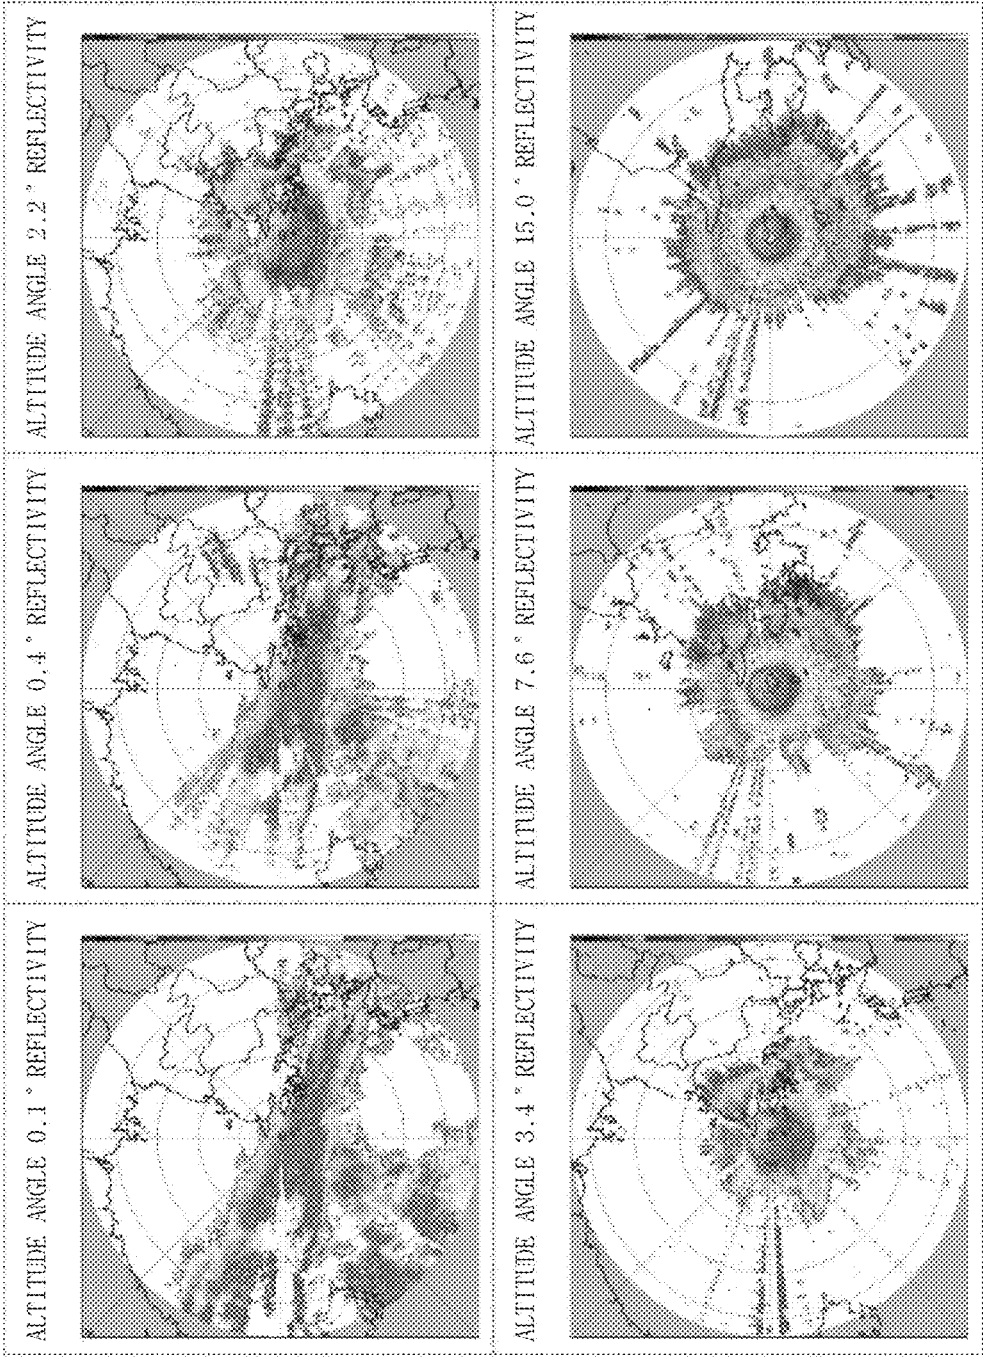 ALTITUDE ANGLE 0.1° REFLECTIVITY
ALTITUDE ANGLE 0.4° REFLECTIVITY
ALTITUDE ANGLE 2.2° REFLECTIVITY
ALTITUDE ANGLE 3.4° REFLECTIVITY
ALTITUDE ANGLE 7.6° REFLECTIVITY
ALTITUDE ANGLE 15.0° REFLECTIVITY